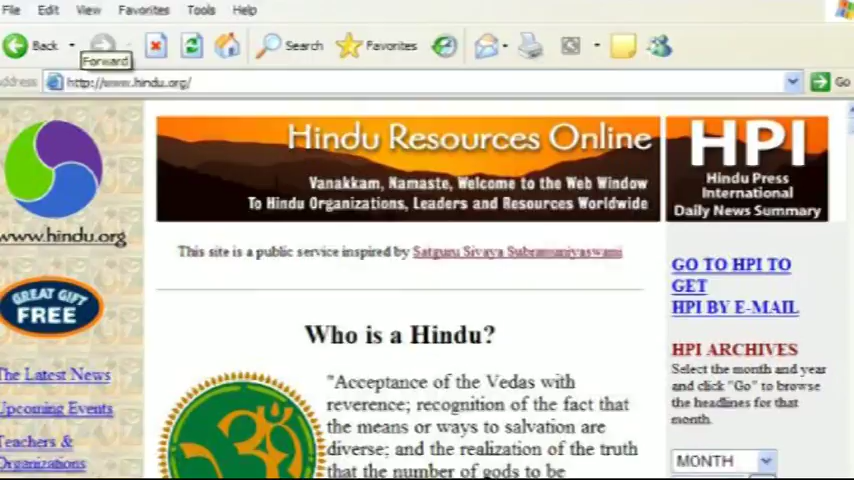 File Edit View Favorites Tools Help
Back Search Favorites
Forward
address http://www.hindu.org/ Go
Hindu Resources Online
Vanakkam, Namaste, Welcome to the Web Window
To Hindu Organizations, Leaders and Resources Worldwide
HPI
Hindu Press
International
Daily News Summary
www.hindu.org
This site is a public service inspired by Satguru Sivaya Subramuniyaswami
GREAT GIFT
FREE
The Latest News
Upcoming Events
Teachers &
Organizations
Who is a Hindu?
"Acceptance of the Vedas with
reverence; recognition of the fact that
the means or ways to salvation are
diverse; and the realization of the truth
that the number of gods to be
ॐ
GO TO HPI TO
GET
HPI BY E-MAIL
HPI ARCHIVES
Select the month and year
and click "Go" to browse
the headlines for that
month.
MONTH